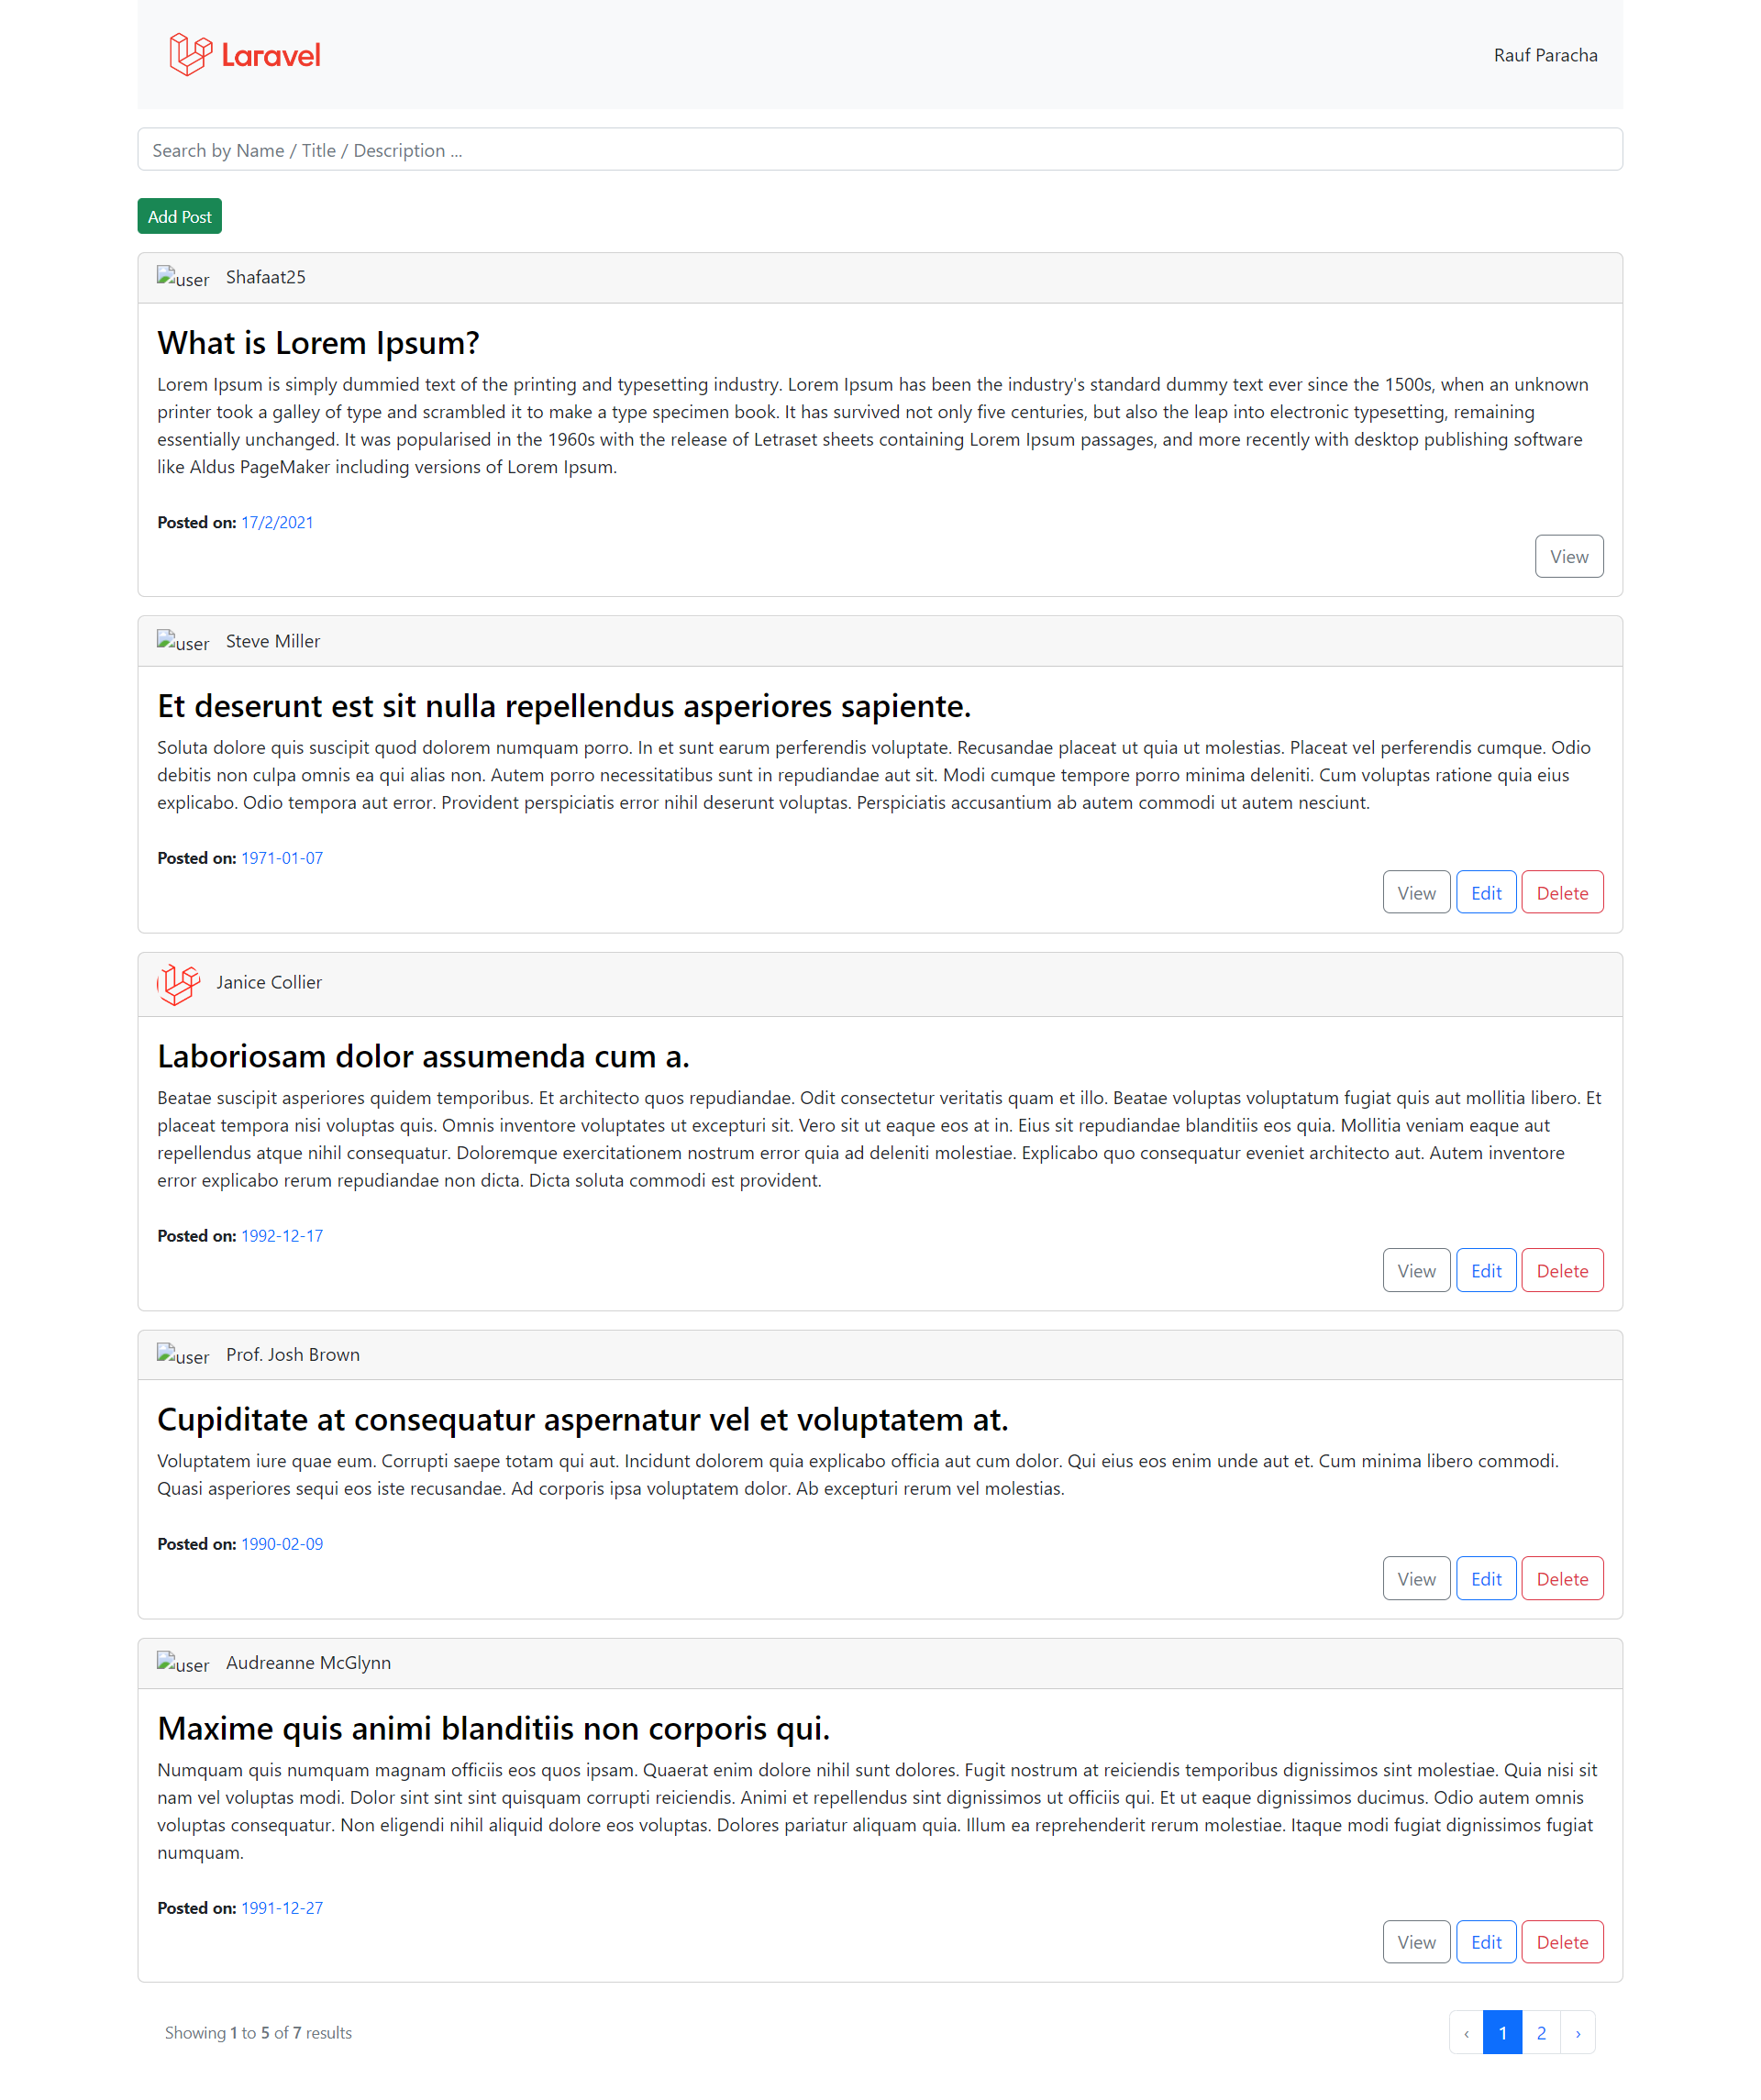 Laravel
Rauf Paracha
Search by Name / Title / Description ...
Add Post
user Shafaat25
What is Lorem Ipsum?
Lorem Ipsum is simply dummied text of the printing and typesetting industry. Lorem Ipsum has been the industry's standard dummy text ever since the 1500s, when an unknown
printer took a galley of type and scrambled it to make a type specimen book. It has survived not only five centuries, but also the leap into electronic typesetting, remaining
essentially unchanged. It was popularised in the 1960s with the release of Letraset sheets containing Lorem Ipsum passages, and more recently with desktop publishing software
like Aldus PageMaker including versions of Lorem Ipsum.
Posted on: 17/2/2021
View
user Steve Miller
Et deserunt est sit nulla repellendus asperiores sapiente.
Soluta dolore quis suscipit quod dolorem numquam porro. In et sunt earum perferendis voluptate. Recusandae placeat ut quia ut molestias. Placeat vel perferendis cumque. Odio
debitis non culpa omnis ea qui alias non. Autem porro necessitatibus sunt in repudiandae aut sit. Modi cumque tempore porro minima deleniti. Cum voluptas ratione quia eius
explicabo. Odio tempora aut error. Provident perspiciatis error nihil deserunt voluptas. Perspiciatis accusantium ab autem commodi ut autem nesciunt.
Posted on: 1971-01-07
View Edit Delete
Janice Collier
Laboriosam dolor assumenda cum a.
Beatae suscipit asperiores quidem temporibus. Et architecto quos repudiandae. Odit consectetur veritatis quam et illo. Beatae voluptas voluptatum fugiat quis aut mollitia libero. Et
placeat tempora nisi voluptas quis. Omnis inventore voluptates ut excepturi sit. Vero sit ut eaque eos at in. Eius sit repudiandae blanditiis eos quia. Mollitia veniam eaque aut
repellendus atque nihil consequatur. Doloremque exercitationem nostrum error quia ad deleniti molestiae. Explicabo quo consequatur eveniet architecto aut. Autem inventore
error explicabo rerum repudiandae non dicta. Dicta soluta commodi est provident.
Posted on: 1992-12-17
View Edit Delete
user Prof. Josh Brown
Cupiditate at consequatur aspernatur vel et voluptatem at.
Voluptatem iure quae eum. Corrupti saepe totam qui aut. Incidunt dolorem quia explicabo officia aut cum dolor. Qui eius eos enim unde aut et. Cum minima libero commodi.
Quasi asperiores sequi eos iste recusandae. Ad corporis ipsa voluptatem dolor. Ab excepturi rerum vel molestias.
Posted on: 1990-02-09
View Edit Delete
user Audreanne McGlynn
Maxime quis animi blanditiis non corporis qui.
Numquam quis numquam magnam officiis eos quos ipsam. Quaerat enim dolore nihil sunt dolores. Fugit nostrum at reiciendis temporibus dignissimos sint molestiae. Quia nisi sit
nam vel voluptas modi. Dolor sint sint sint quisquam corrupti reiciendis. Animi et repellendus sint dignissimos ut officiis qui. Et ut eaque dignissimos ducimus. Odio autem omnis
voluptas consequatur. Non eligendi nihil aliquid dolore eos voluptas. Dolores pariatur aliquam quia. Illum ea reprehenderit rerum molestiae. Itaque modi fugiat dignissimos fugiat
numquam.
Posted on: 1991-12-27
View Edit Delete
Showing 1 to 5 of 7 results
‹ 1 2 ›